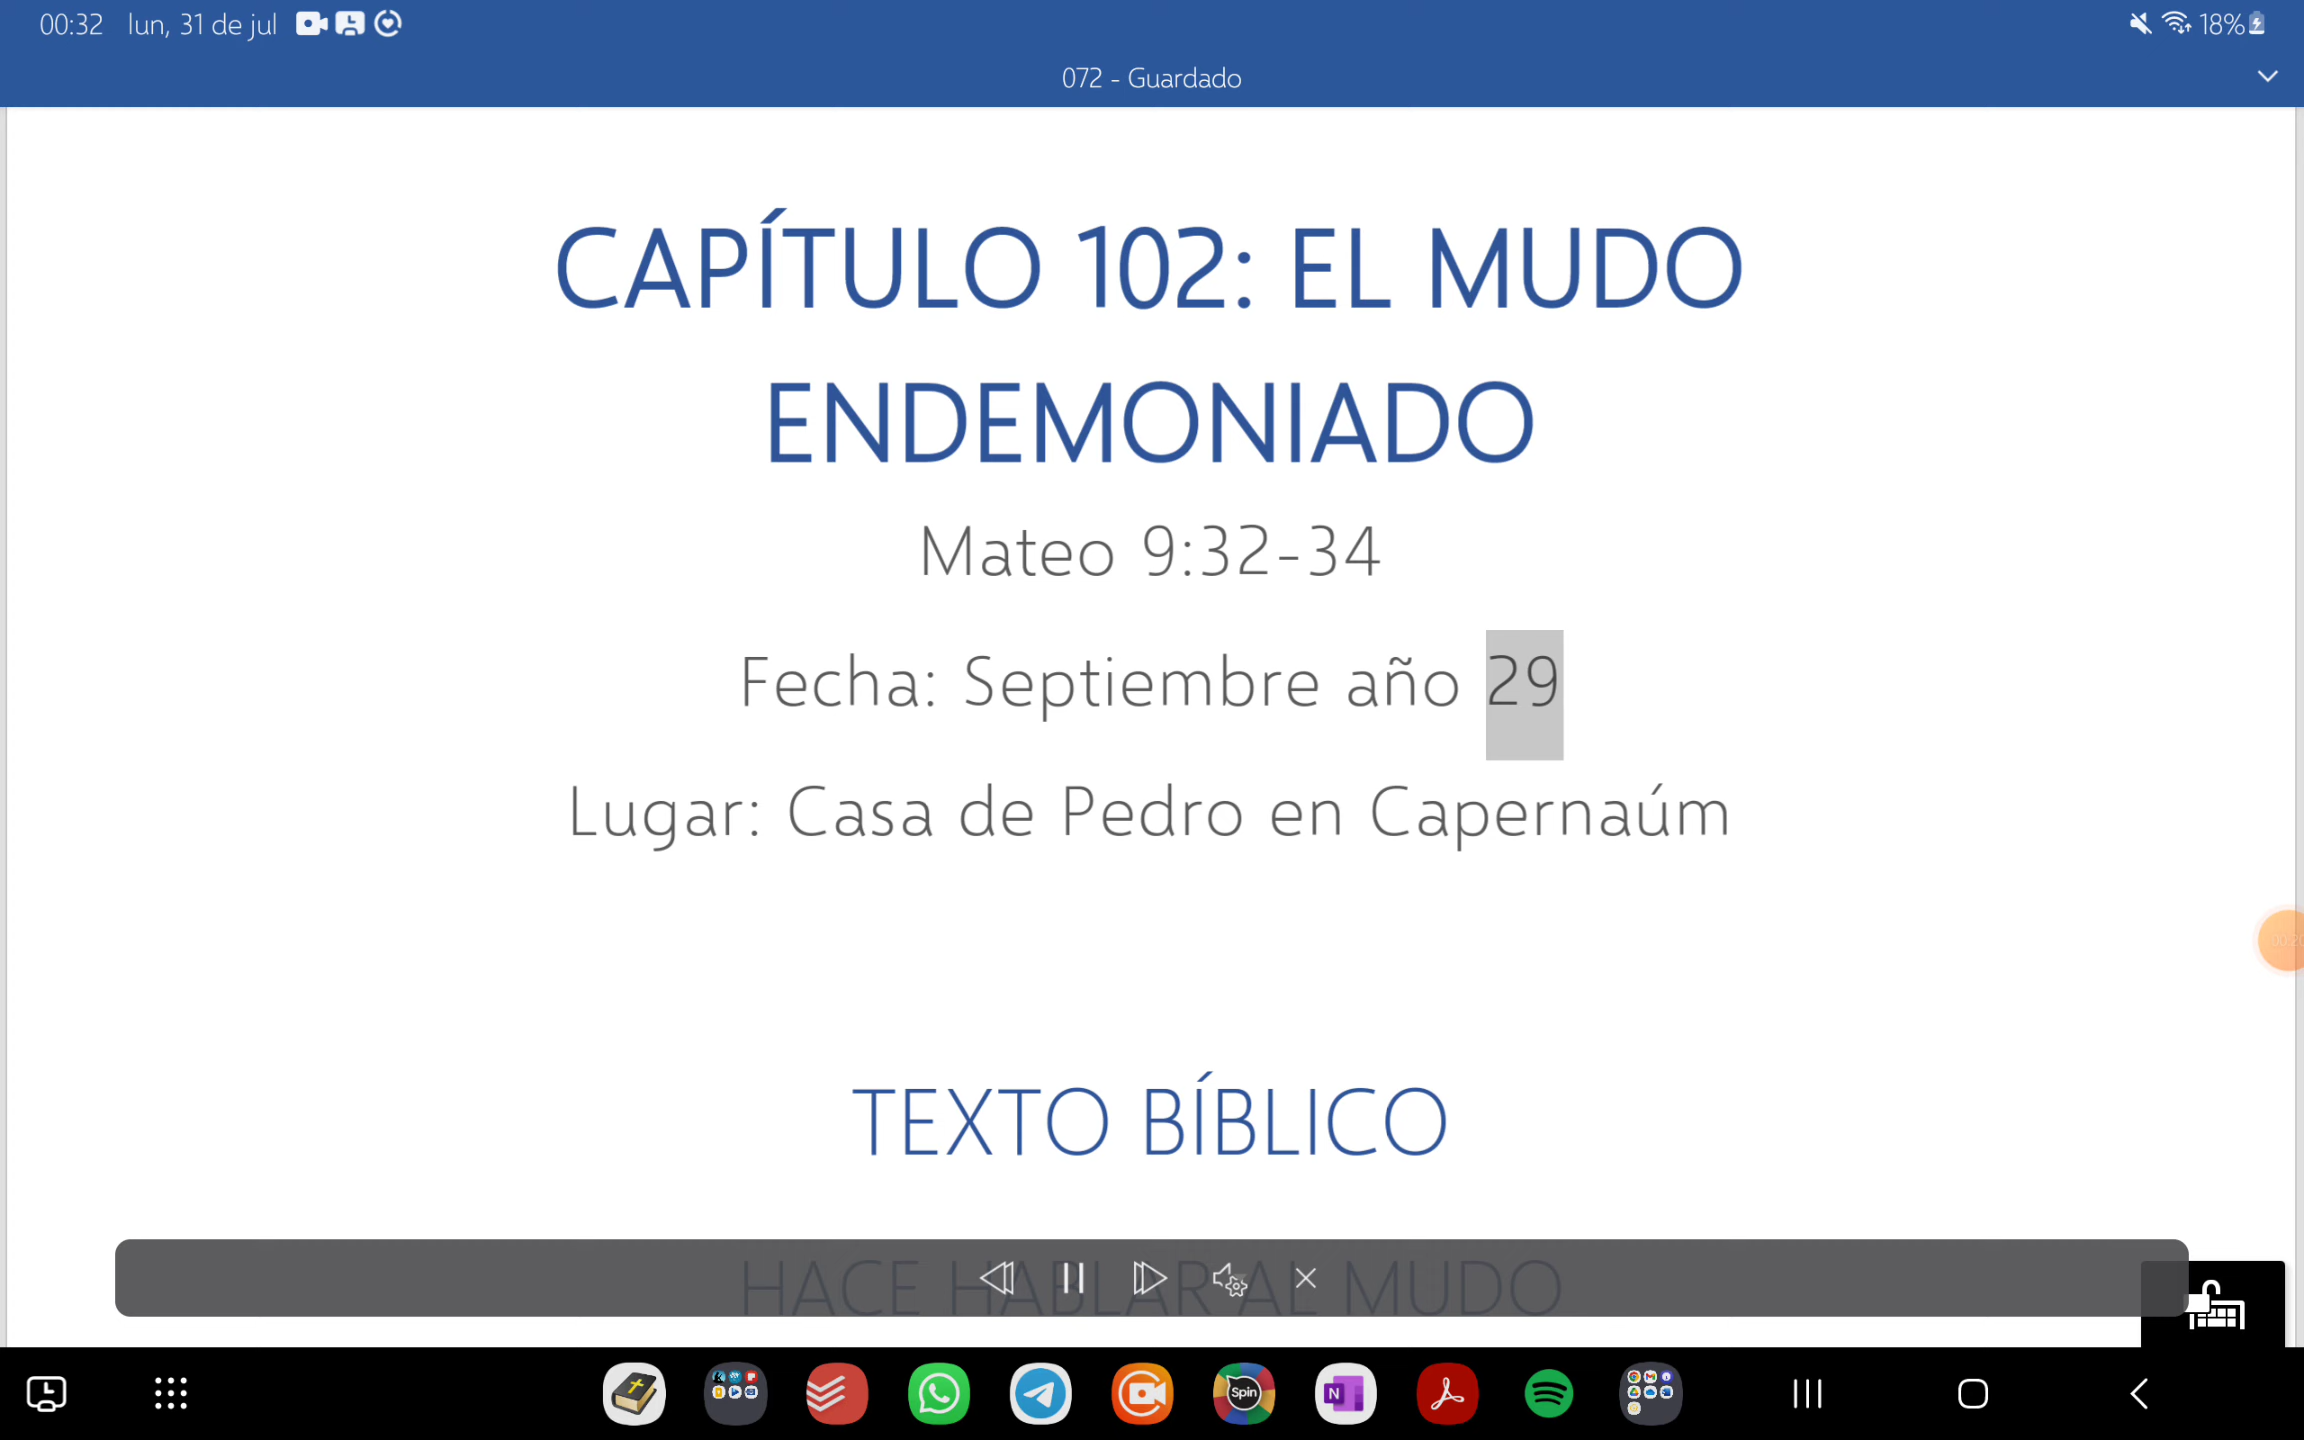 00:32 lun, 31 de jul 18%
072 - Guardado
CAPÍTULO 102: EL MUDO
ENDEMONIADO
Mateo 9:32-34
Fecha: Septiembre año 29
Lugar: Casa de Pedro en Capernaúm
TEXTO BÍBLICO
HACE HABLAR AL MUDO
Spin
N